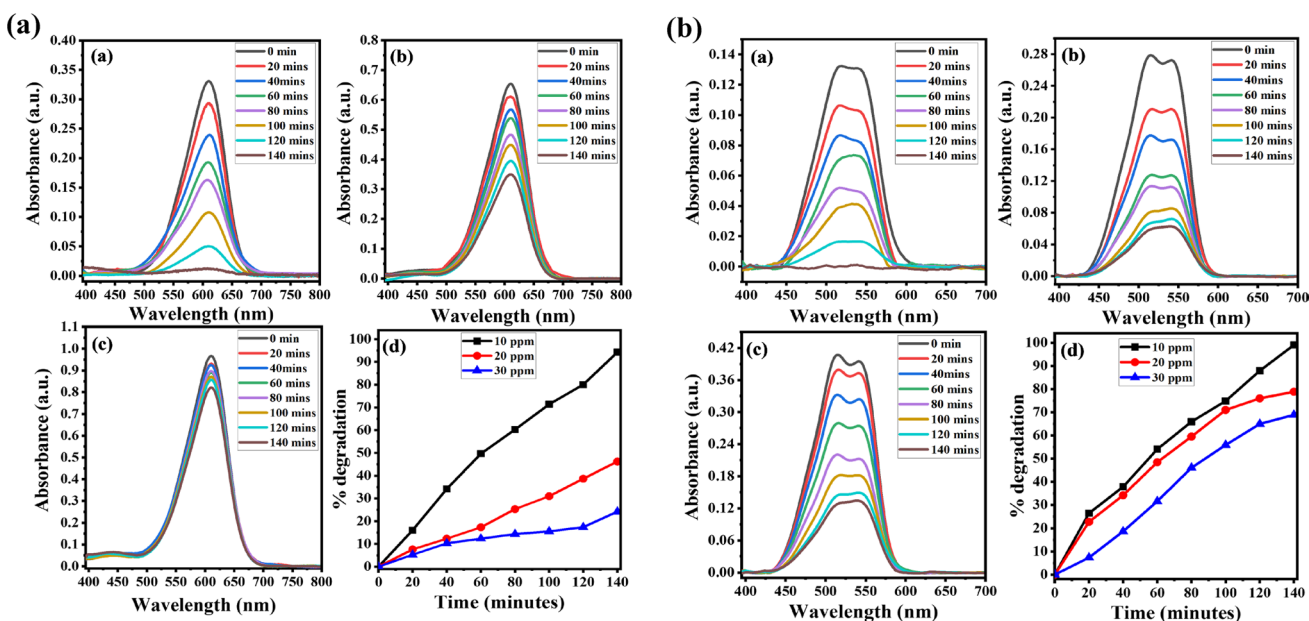 (a)
(a)
0 min
20 mins
40mins
60 mins
80 mins
100 mins
120 mins
140 mins
0.40
0.35
0.30
0.25
0.20
0.15
0.10
0.05
0.00
Absorbance (a.u.)
400 450 500 550 600 650 700 750 800
Wavelength (nm)
(b)
0 min
20 mins
40mins
60 mins
80 mins
100 mins
120 mins
140 mins
0.8
0.7
0.6
0.5
0.4
0.3
0.2
0.1
0.0
Absorbance (a.u.)
400 450 500 550 600 650 700 750 800
Wavelength (nm)
(c)
0 min
20 mins
40mins
60 mins
80 mins
100 mins
120 mins
140 mins
1.1
1.0
0.9
0.8
0.7
0.6
0.5
0.4
0.3
0.2
0.1
0.0
Absorbance (a.u.)
400 450 500 550 600 650 700 750 800
Wavelength (nm)
(d)
10 ppm
20 ppm
30 ppm
100
90
80
70
60
50
40
30
20
10
0
% degradation
0 20 40 60 80 100 120 140
Time (minutes)
(b)
(a)
0 min
20 mins
40mins
60 mins
80 mins
100 mins
120 mins
140 mins
0.14
0.12
0.10
0.08
0.06
0.04
0.02
0.00
Absorbance (a.u.)
400 450 500 550 600 650 700
Wavelength (nm)
(b)
0 min
20 mins
40mins
60 mins
80 mins
100 mins
120 mins
140 mins
0.28
0.24
0.20
0.16
0.12
0.08
0.04
0.00
Absorbance (a.u.)
400 450 500 550 600 650 700
Wavelength (nm)
(c)
0 min
20 mins
40mins
60 mins
80 mins
100 mins
120 mins
140 mins
0.42
0.36
0.30
0.24
0.18
0.12
0.06
0.00
Absorbance (a.u.)
400 450 500 550 600 650 700
Wavelength (nm)
(d)
10 ppm
20 ppm
30 ppm
100
90
80
70
60
50
40
30
20
10
0
% degradation
0 20 40 60 80 100 120 140
Time (minutes)